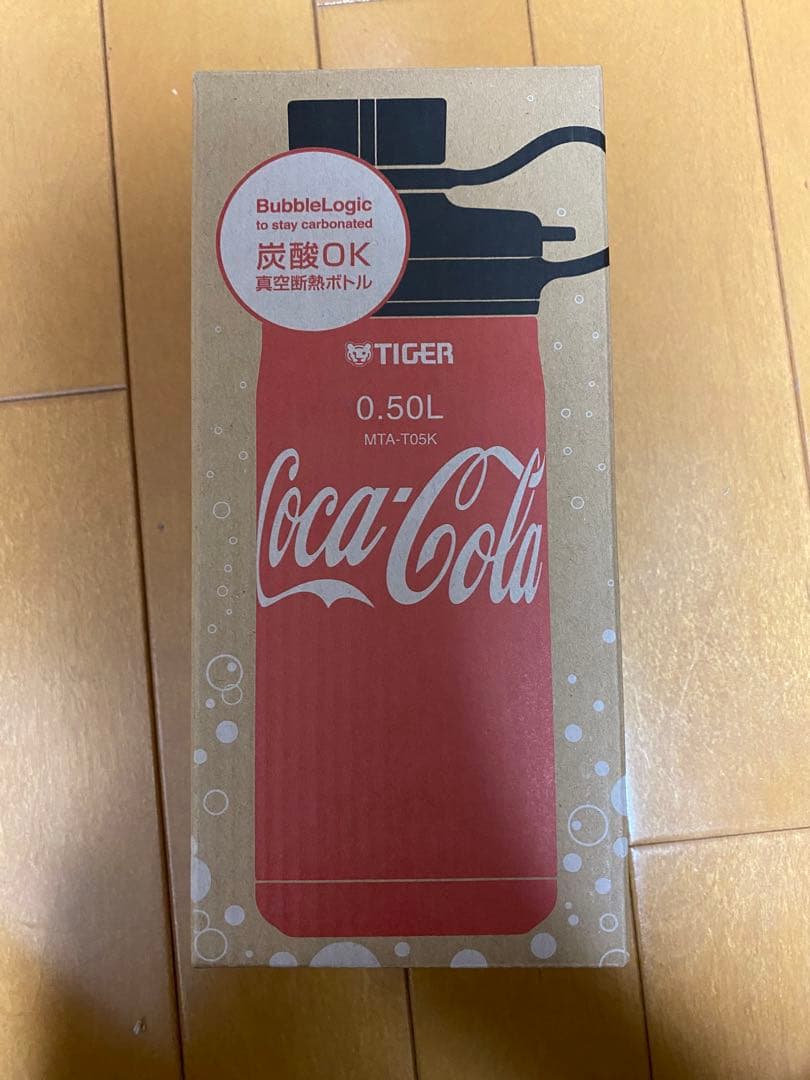 BubbleLogic
to stay carbonated
炭酸OK
真空断熱ボトル
TIGER
0.50L
MTA-T05K
Coca-Cola